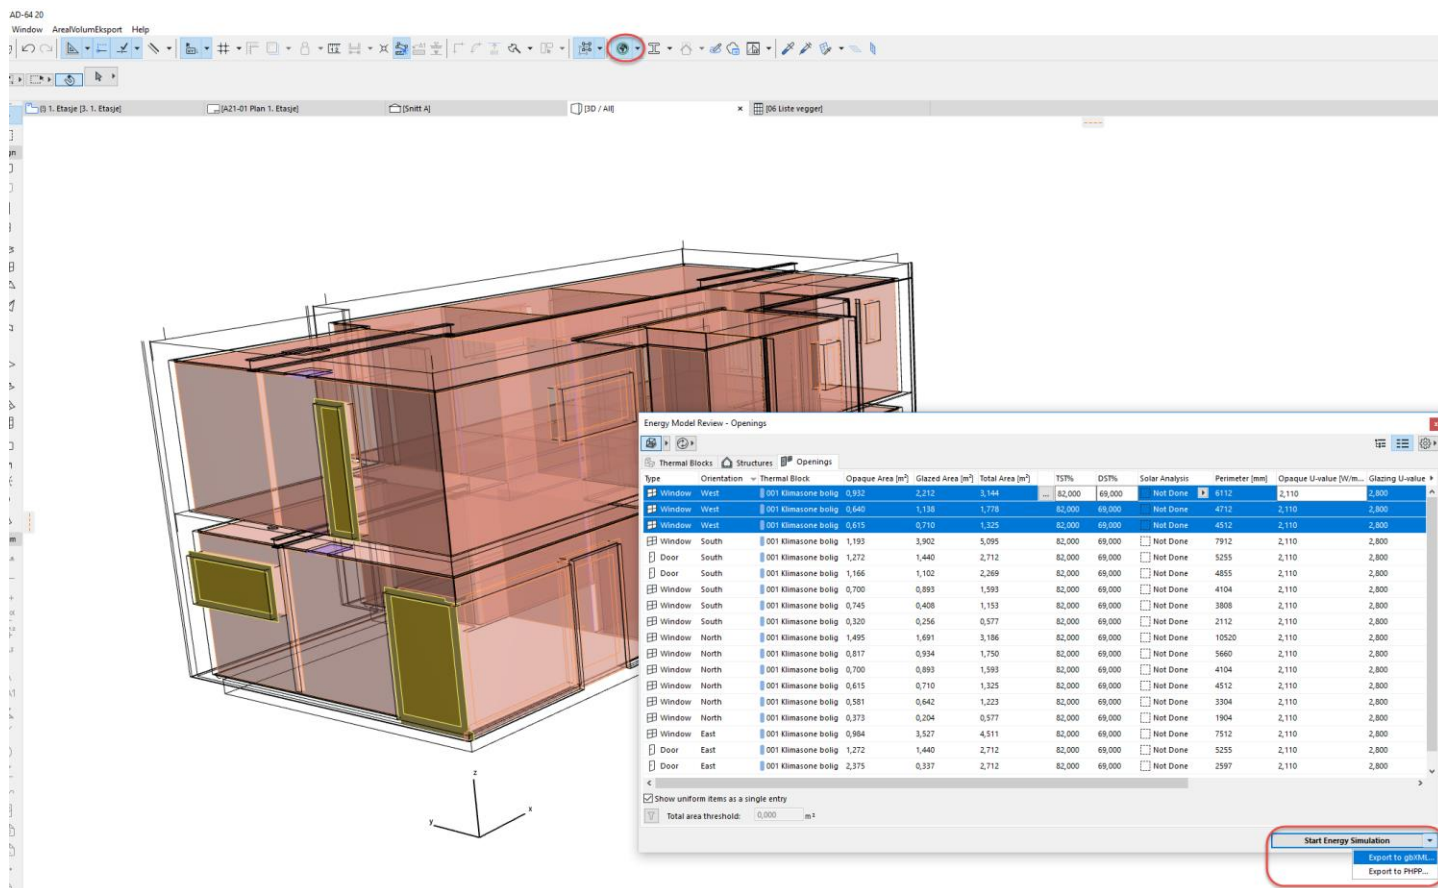 AD-64 20
Window ArealVolumEksport Help
1. Etasje [3. 1. Etasje]
[A21-01 Plan 1. Etasje]
[Snitt A]
[3D / All]
[06 Liste vegger]
Energy Model Review - Openings
Thermal Blocks Structures Openings
Type Orientation Thermal Block Opaque Area [m²] Glazed Area [m²] Total Area [m²] TST% DST% Solar Analysis Perimeter [mm] Opaque U-value [W/m... Glazing U-value
Window West 001 Klimasone bolig 0,932 2,212 3,144 ... 82,000 69,000 Not Done 6112 2,110 2,800
Window West 001 Klimasone bolig 0,640 1,138 1,778 82,000 69,000 Not Done 4712 2,110 2,800
Window West 001 Klimasone bolig 0,615 0,710 1,325 82,000 69,000 Not Done 4512 2,110 2,800
Window South 001 Klimasone bolig 1,193 3,902 5,095 82,000 69,000 Not Done 7912 2,110 2,800
Door South 001 Klimasone bolig 1,272 1,440 2,712 82,000 69,000 Not Done 5255 2,110 2,800
Door South 001 Klimasone bolig 1,166 1,102 2,269 82,000 69,000 Not Done 4855 2,110 2,800
Window South 001 Klimasone bolig 0,700 0,893 1,593 82,000 69,000 Not Done 4104 2,110 2,800
Window South 001 Klimasone bolig 0,745 0,408 1,153 82,000 69,000 Not Done 3808 2,110 2,800
Window South 001 Klimasone bolig 0,320 0,256 0,577 82,000 69,000 Not Done 2112 2,110 2,800
Window North 001 Klimasone bolig 1,495 1,691 3,186 82,000 69,000 Not Done 10520 2,110 2,800
Window North 001 Klimasone bolig 0,817 0,934 1,750 82,000 69,000 Not Done 5660 2,110 2,800
Window North 001 Klimasone bolig 0,700 0,893 1,593 82,000 69,000 Not Done 4104 2,110 2,800
Window North 001 Klimasone bolig 0,615 0,710 1,325 82,000 69,000 Not Done 4512 2,110 2,800
Window North 001 Klimasone bolig 0,581 0,642 1,223 82,000 69,000 Not Done 3304 2,110 2,800
Window North 001 Klimasone bolig 0,373 0,204 0,577 82,000 69,000 Not Done 1904 2,110 2,800
Window East 001 Klimasone bolig 0,984 3,527 4,511 82,000 69,000 Not Done 7512 2,110 2,800
Door East 001 Klimasone bolig 1,272 1,440 2,712 82,000 69,000 Not Done 5255 2,110 2,800
Door East 001 Klimasone bolig 2,375 0,337 2,712 82,000 69,000 Not Done 2597 2,110 2,800
Show uniform items as a single entry
Total area threshold: 0,000 m²
Start Energy Simulation
Export to gbXML...
Export to PHPP...
z
x
y